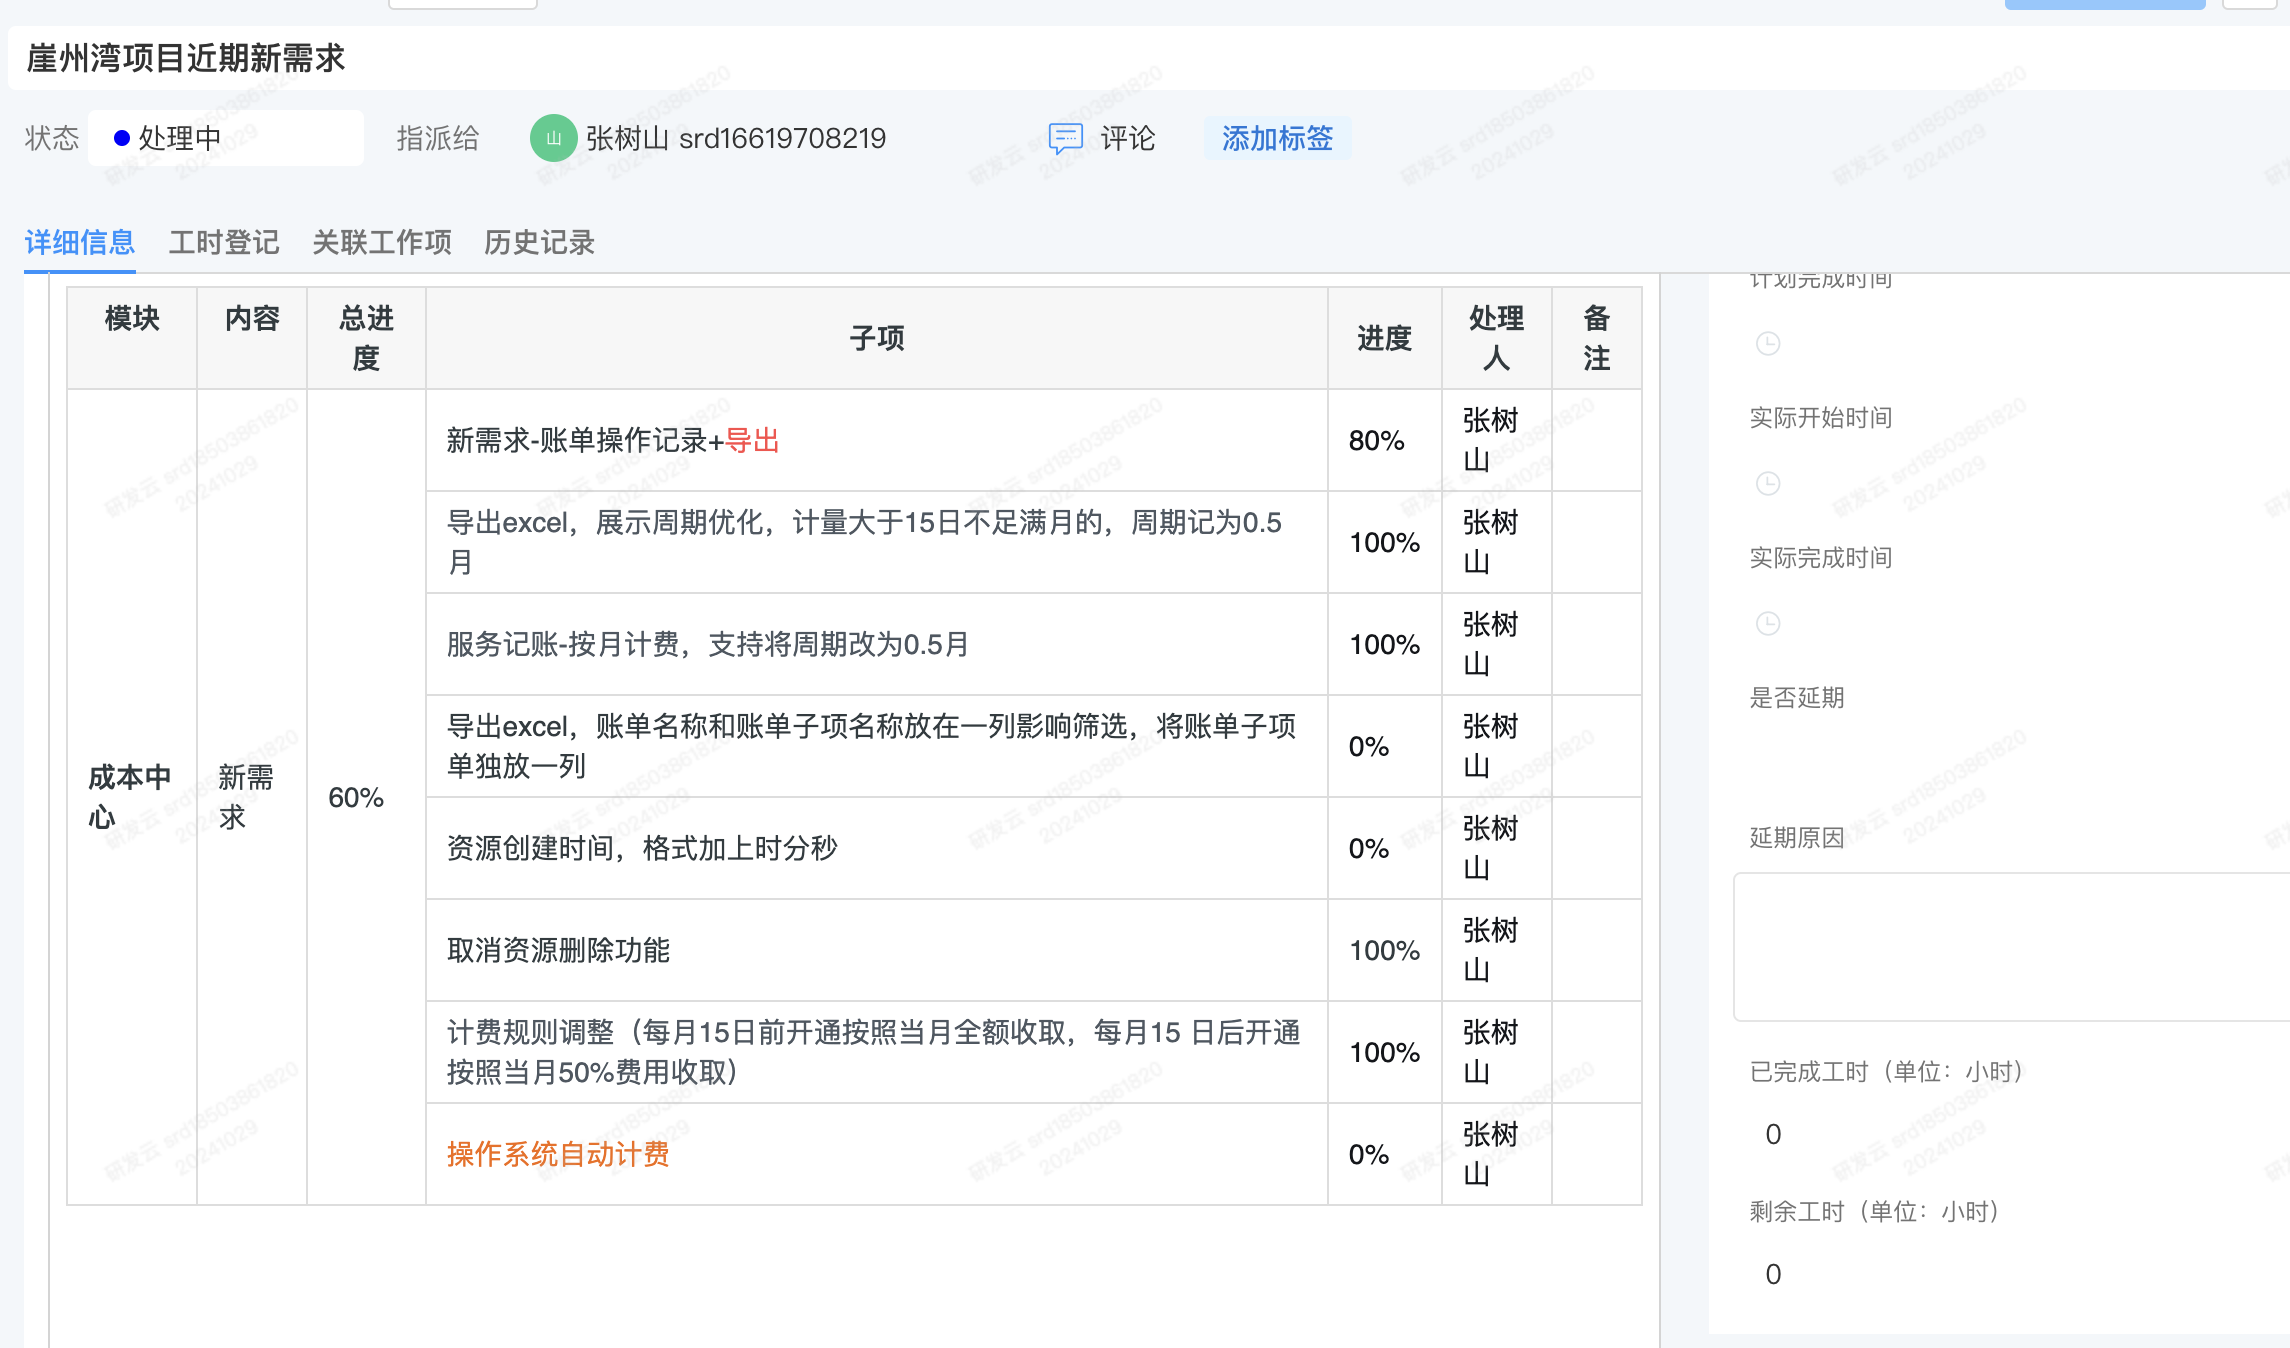 崖州湾项目近期新需求
状态 处理中 指派给 山 张树山 srd16619708219 评论 添加标签
详细信息 工时登记 关联工作项 历史记录
模块 内容 总进度 子项 进度 处理人 备注
成本中心 新需求 60%
新需求-账单操作记录+导出 80% 张树山
导出excel，展示周期优化，计量大于15日不足满月的，周期记为0.5
月 100% 张树山
服务记账-按月计费，支持将周期改为0.5月 100% 张树山
导出excel，账单名称和账单子项名称放在一列影响筛选，将账单子项
单独放一列 0% 张树山
资源创建时间，格式加上时分秒 0% 张树山
取消资源删除功能 100% 张树山
计费规则调整（每月15日前开通按照当月全额收取，每月15 日后开通
按照当月50%费用收取） 100% 张树山
操作系统自动计费 0% 张树山
计划完成时间
实际开始时间
实际完成时间
是否延期
延期原因
已完成工时（单位：小时）
0
剩余工时（单位：小时）
0
研发云 srd18503861820
20241029